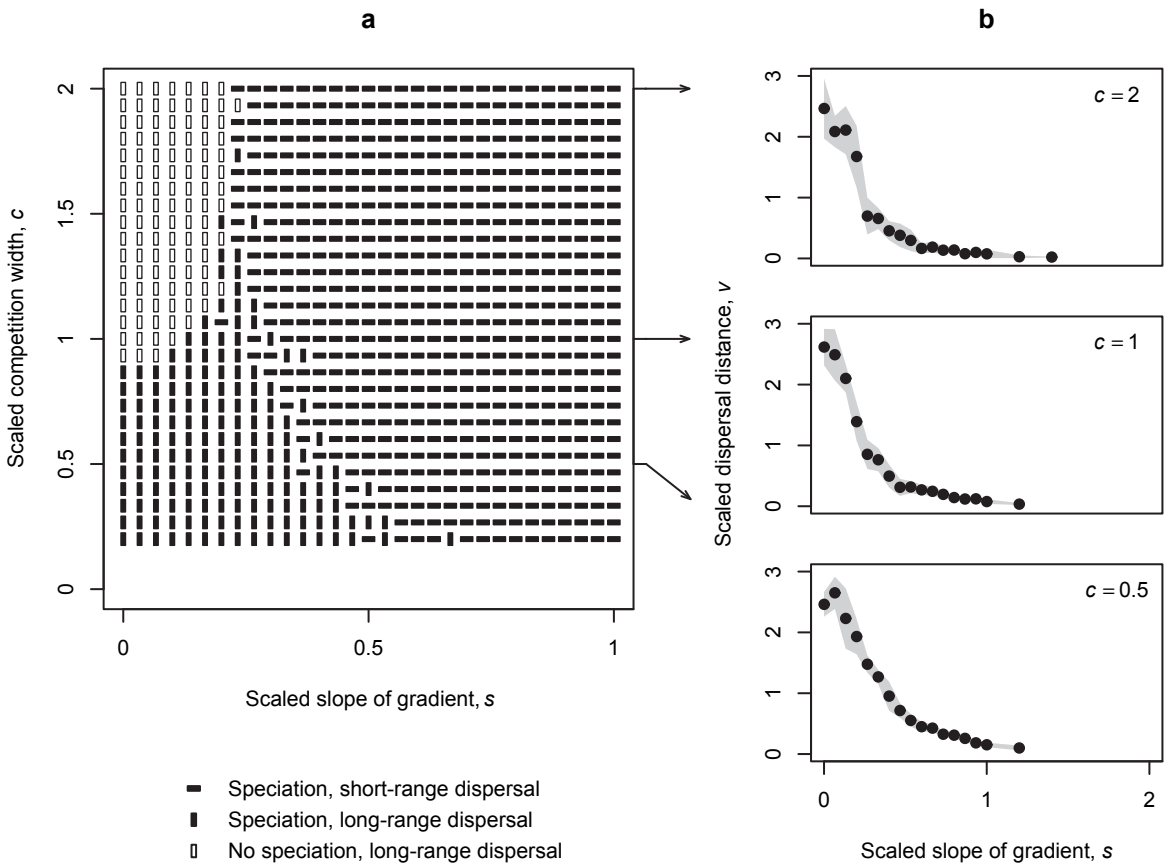 a
b
2
1.5
1
0.5
0
Scaled competition width, c
0
0.5
1
Scaled slope of gradient, s
Speciation, short-range dispersal
Speciation, long-range dispersal
No speciation, long-range dispersal
Scaled dispersal distance, v
3
2
1
0
c = 2
3
2
1
0
c = 1
3
2
1
0
c = 0.5
0
1
2
Scaled slope of gradient, s